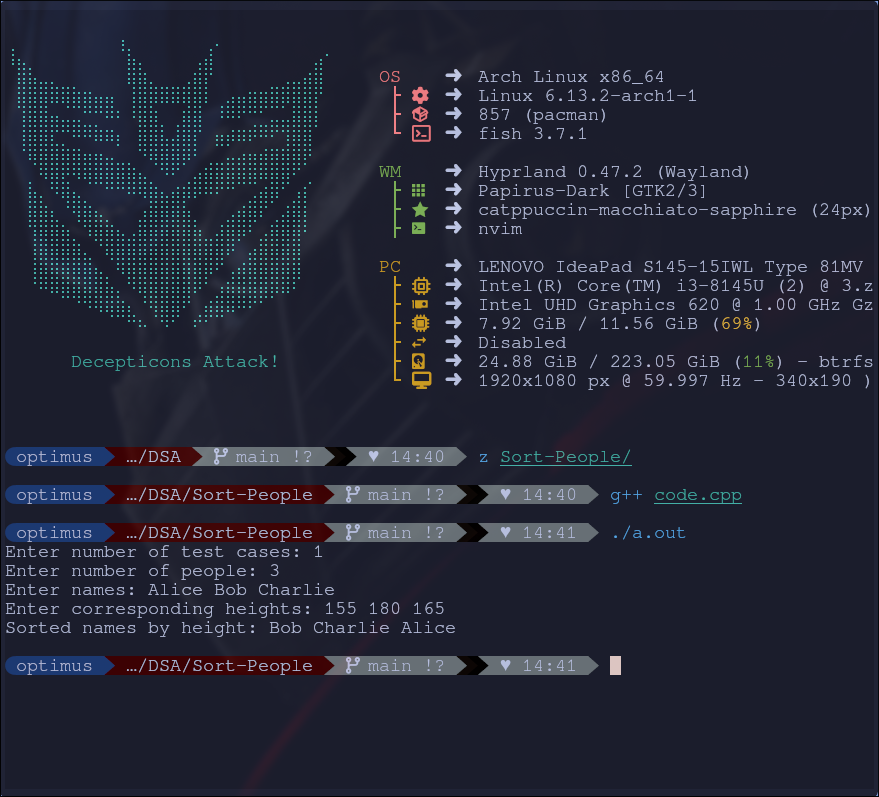 OS ➜ Arch Linux x86_64
➜ Linux 6.13.2-arch1-1
➜ 857 (pacman)
➜ fish 3.7.1
WM ➜ Hyprland 0.47.2 (Wayland)
➜ Papirus-Dark [GTK2/3]
➜ catppuccin-macchiato-sapphire (24px)
➜ nvim
PC ➜ LENOVO IdeaPad S145-15IWL Type 81MV
➜ Intel(R) Core(TM) i3-8145U (2) @ 3.z
➜ Intel UHD Graphics 620 @ 1.00 GHz Gz
➜ 7.92 GiB / 11.56 GiB (69%)
➜ Disabled
➜ 24.88 GiB / 223.05 GiB (11%) - btrfs
➜ 1920x1080 px @ 59.997 Hz - 340x190 )
Decepticons Attack!
optimus …/DSA main !? ♥ 14:40 z Sort-People/
optimus …/DSA/Sort-People main !? ♥ 14:40 g++ code.cpp
optimus …/DSA/Sort-People main !? ♥ 14:41 ./a.out
Enter number of test cases: 1
Enter number of people: 3
Enter names: Alice Bob Charlie
Enter corresponding heights: 155 180 165
Sorted names by height: Bob Charlie Alice
optimus …/DSA/Sort-People main !? ♥ 14:41